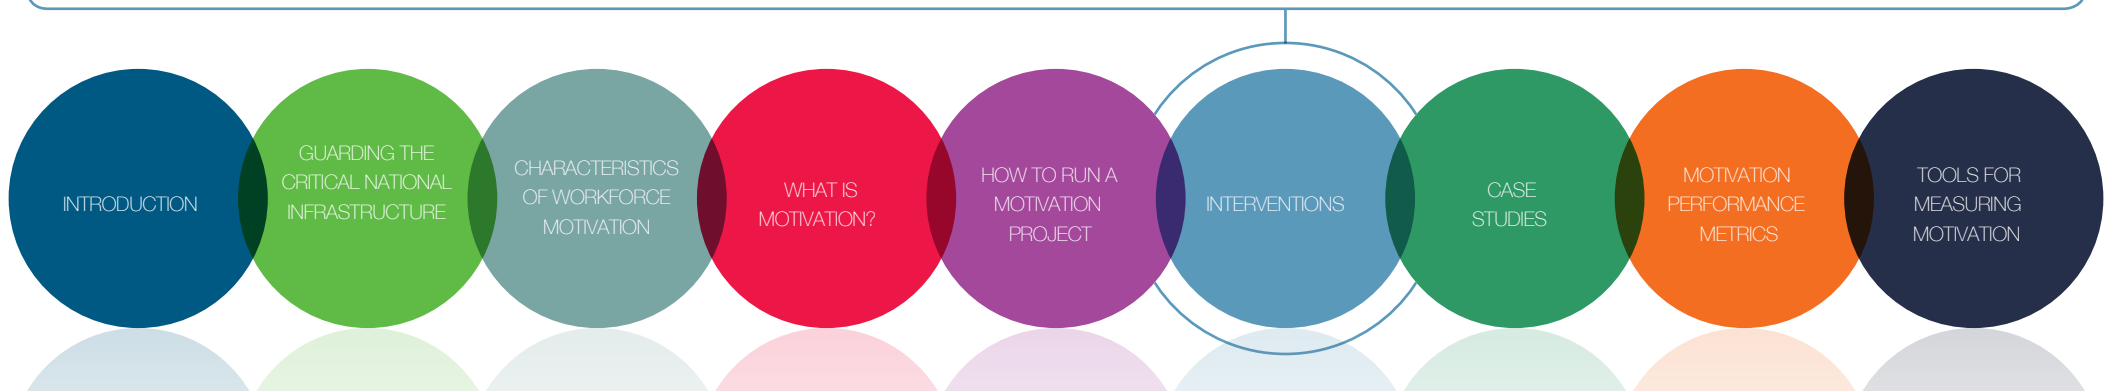 INTRODUCTION
GUARDING THE
CRITICAL NATIONAL
INFRASTRUCTURE
CHARACTERISTICS
OF WORKFORCE
MOTIVATION
WHAT IS
MOTIVATION?
HOW TO RUN A
MOTIVATION
PROJECT
INTERVENTIONS
CASE
STUDIES
MOTIVATION
PERFORMANCE
METRICS
TOOLS FOR
MEASURING
MOTIVATION